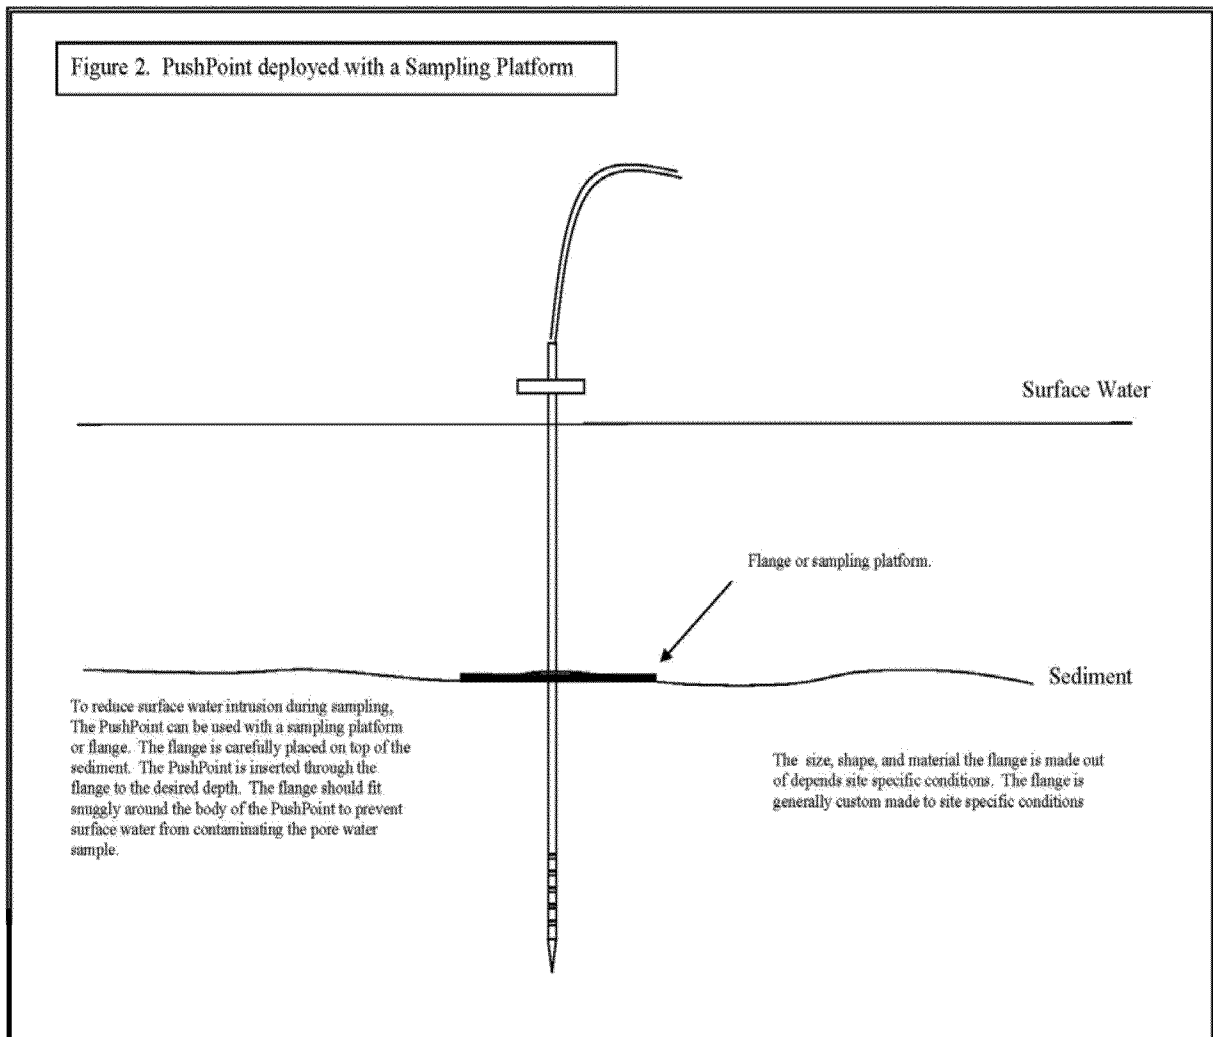 Figure 2. PushPoint deployed with a Sampling Platform
Surface Water
Flange or sampling platform.
Sediment
To reduce surface water intrusion during sampling,
The PushPoint can be used with a sampling platform
or flange. The flange is carefully placed on top of the
sediment. The PushPoint is inserted through the
flange to the desired depth. The flange should fit
snuggly around the body of the PushPoint to prevent
surface water from contaminating the pore water
sample.
The size, shape, and material the flange is made out
of depends site specific conditions. The flange is
generally custom made to site specific conditions